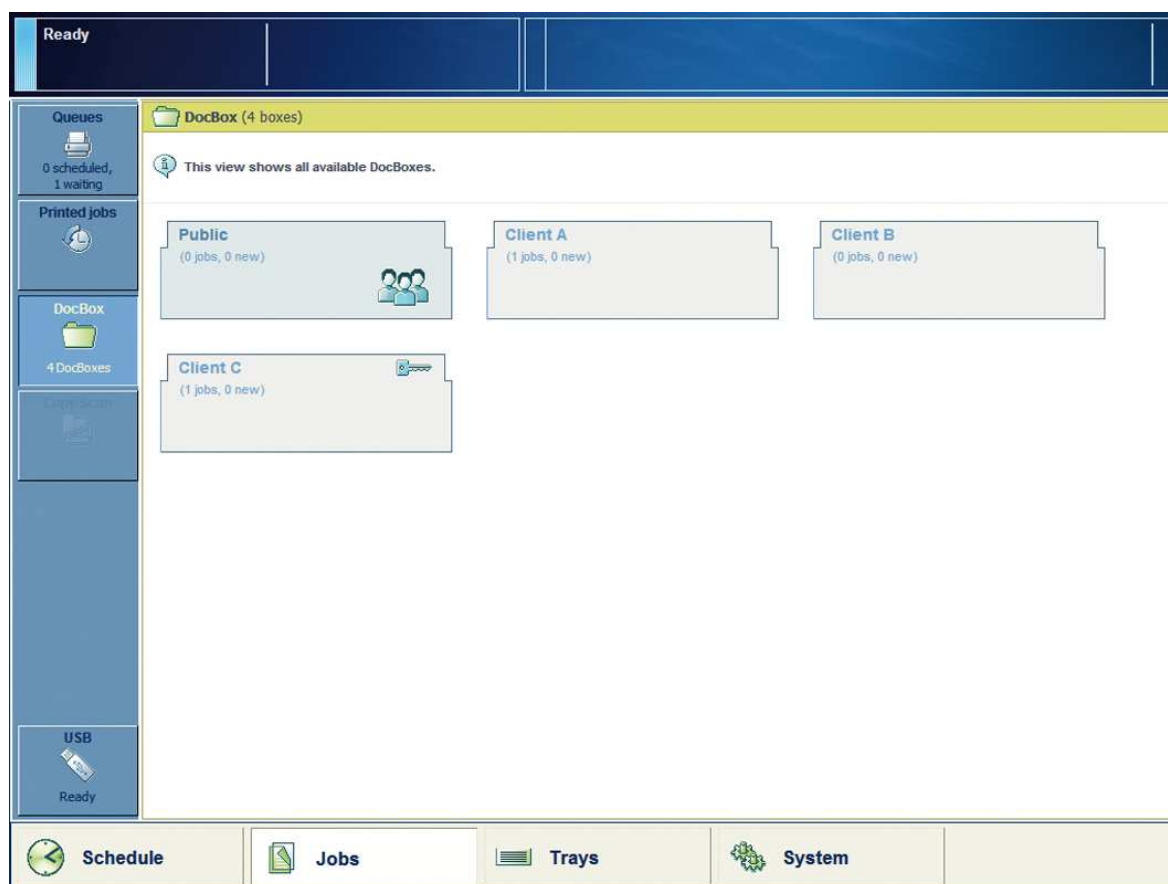 Ready
Queues
0 scheduled,
1 waiting
Printed jobs
DocBox
4 DocBoxes
Copy Scan
USB
Ready
DocBox (4 boxes)
This view shows all available DocBoxes.
Public
(0 jobs, 0 new)
Client A
(1 jobs, 0 new)
Client B
(0 jobs, 0 new)
Client C
(1 jobs, 0 new)
Schedule
Jobs
Trays
System